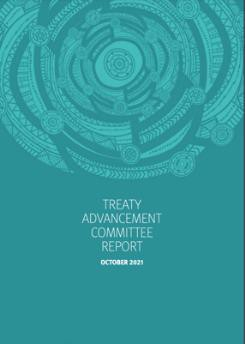 TREATY
ADVANCEMENT
COMMITTEE
REPORT
OCTOBER 2021